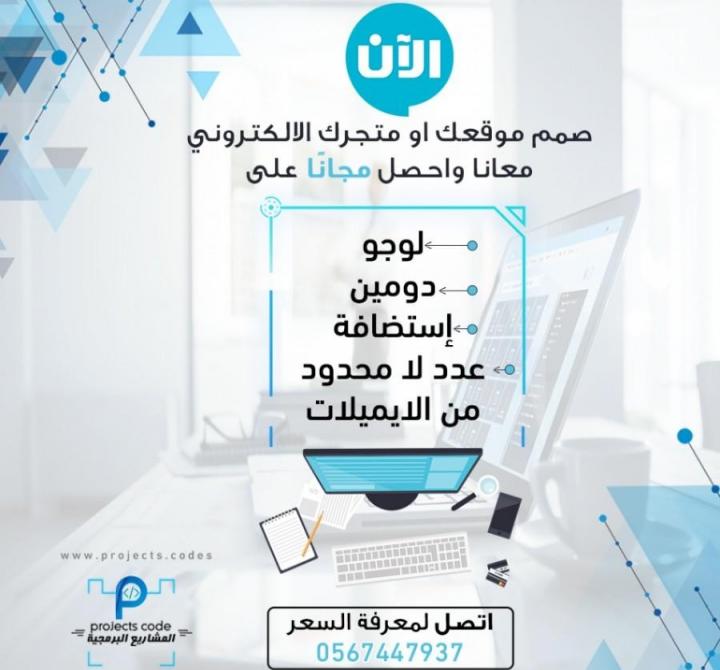 الآن
صمم موقعك او متجرك الالكتروني
معانا واحصل مجانًا على
لوجو
دومين
إستضافة
عدد لا محدود
من الايميلات
www.projects.codes
projects code
المشاريع البرمجية
اتصل لمعرفة السعر
0567447937